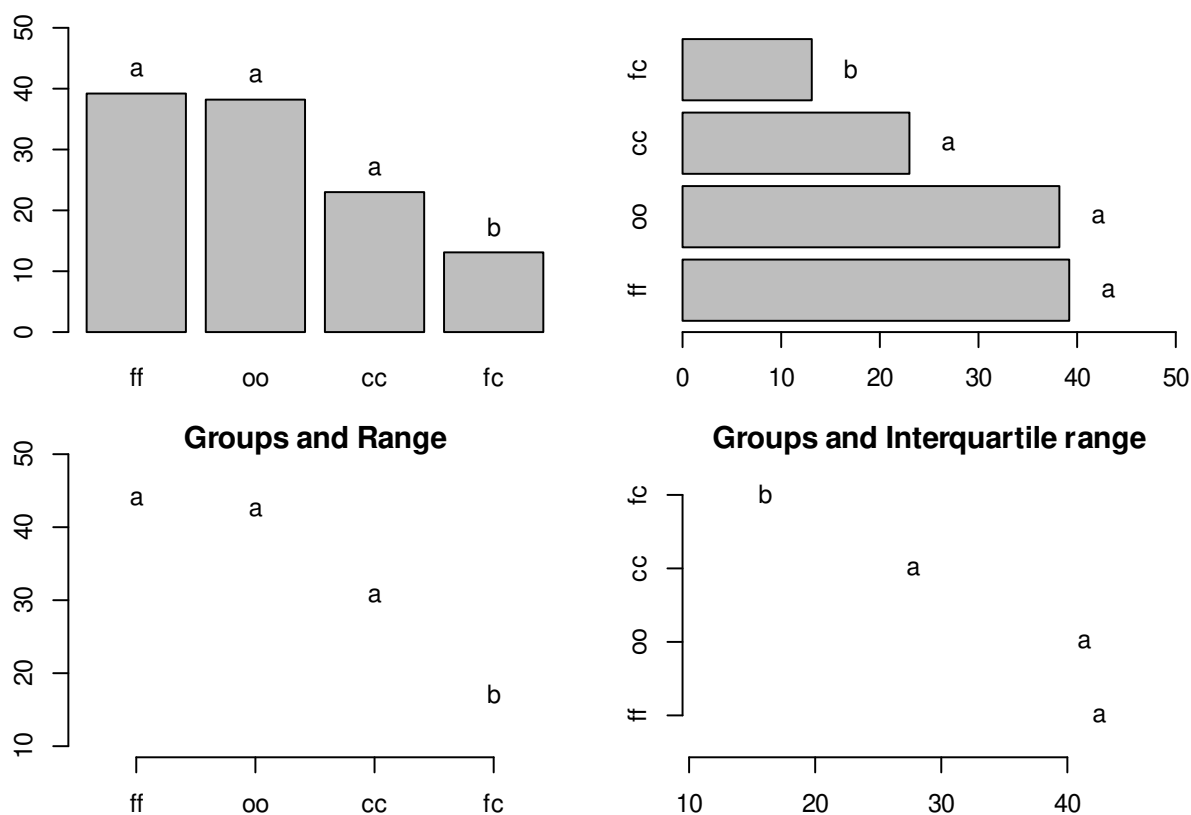 50
40
30
20
10
0
a
a
a
b
ff oo cc fc
fc
cc
oo
ff
b
a
a
a
0 10 20 30 40 50
Groups and Range
50
40
30
20
10
a
a
a
b
ff oo cc fc
Groups and Interquartile range
fc
cc
oo
ff
b
a
a
a
10 20 30 40